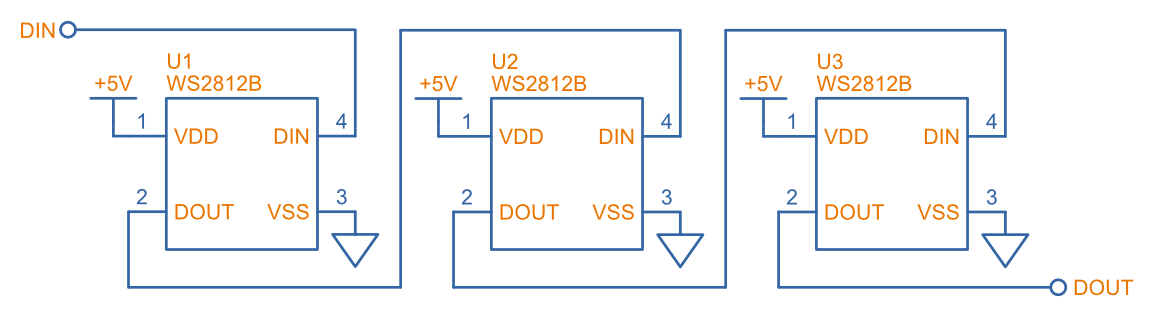 DIN
U1
WS2812B
+5V
1
VDD
DIN
4
2
DOUT
VSS
3
U2
WS2812B
+5V
1
VDD
DIN
4
2
DOUT
VSS
3
U3
WS2812B
+5V
1
VDD
DIN
4
2
DOUT
VSS
3
DOUT